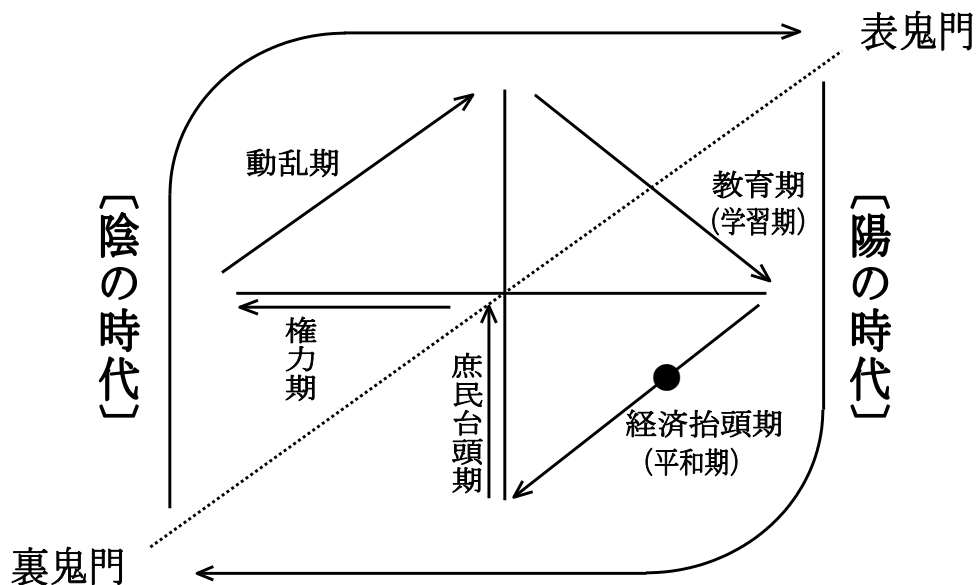 表鬼門
動乱期
教育期
(学習期)
〔陰の時代〕
〔陽の時代〕
権力期
庶民台頭期
経済抬頭期
(平和期)
裏鬼門